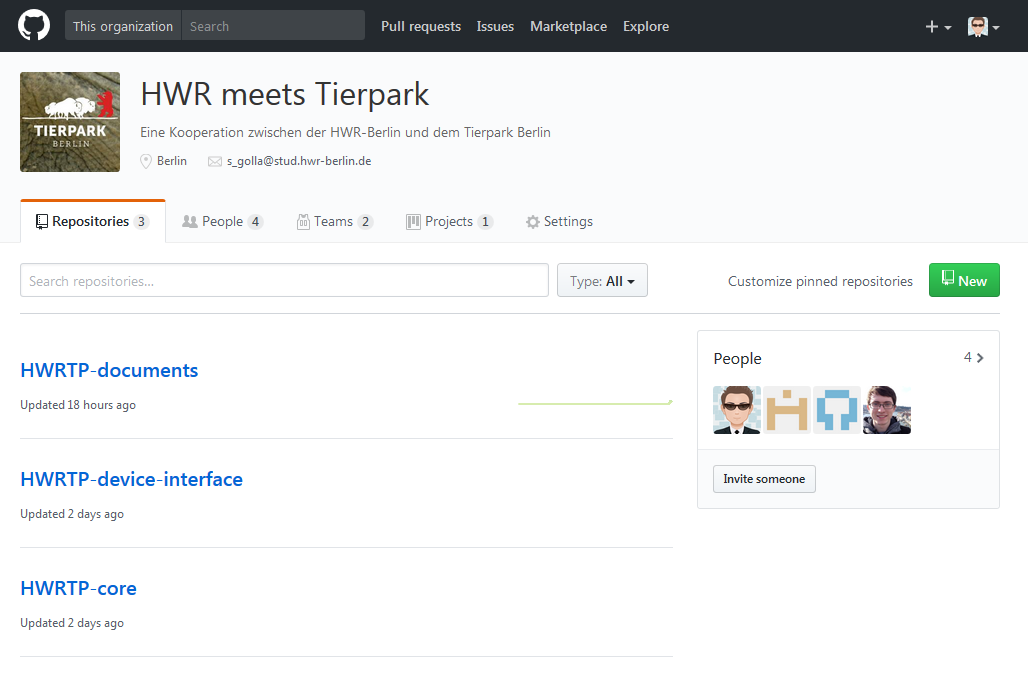 This organization Search Pull requests Issues Marketplace Explore
TIERPARK
BERLIN
HWR meets Tierpark
Eine Kooperation zwischen der HWR-Berlin und dem Tierpark Berlin
Berlin s_golla@stud.hwr-berlin.de
Repositories 3 People 4 Teams 2 Projects 1 Settings
Search repositories... Type: All Customize pinned repositories New
HWRTP-documents
Updated 18 hours ago
HWRTP-device-interface
Updated 2 days ago
HWRTP-core
Updated 2 days ago
People 4
Invite someone